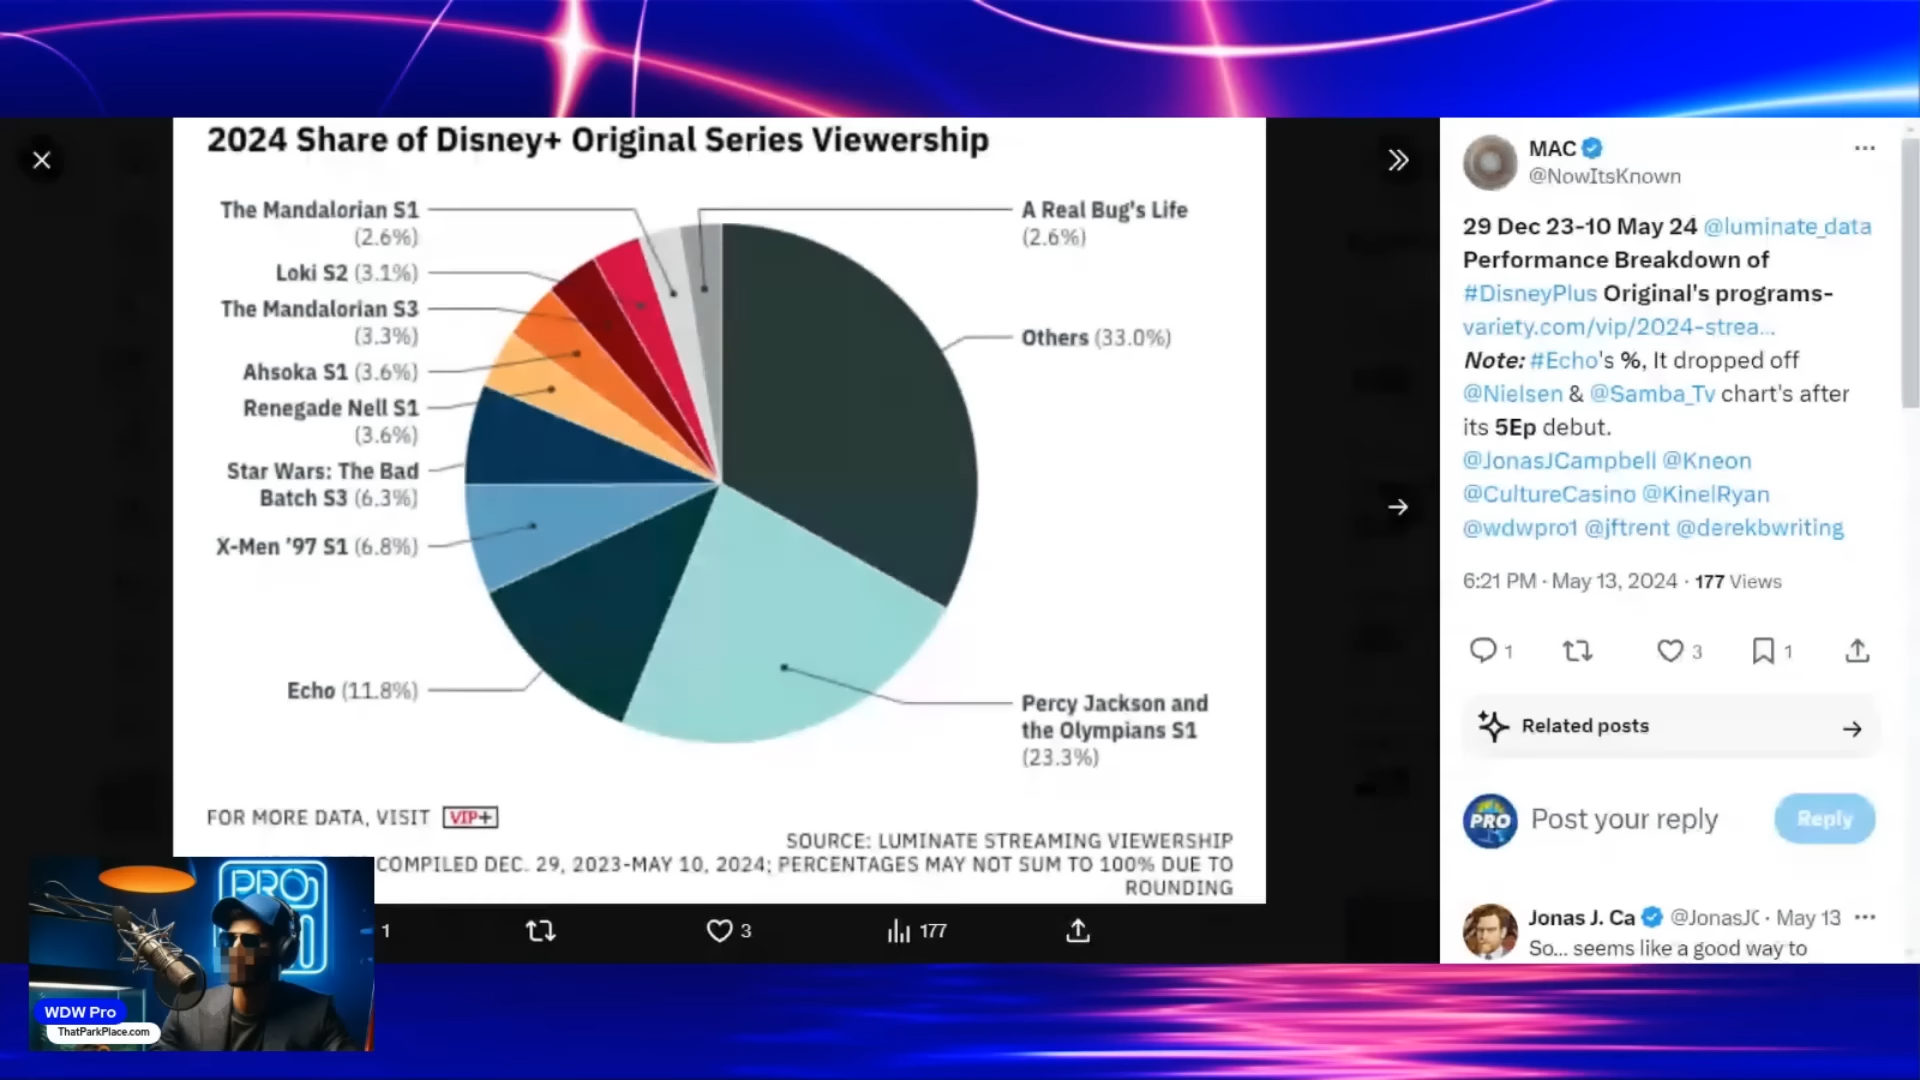 2024 Share of Disney+ Original Series Viewership
The Mandalorian S1
(2.6%)
Loki S2 (3.1%)
The Mandalorian S3
(3.3%)
Ahsoka S1 (3.6%)
Renegade Nell S1
(3.6%)
Star Wars: The Bad
Batch S3 (6.3%)
X-Men '97 S1 (6.8%)
Echo (11.8%)
A Real Bug's Life
(2.6%)
Others (33.0%)
Percy Jackson and
the Olympians S1
(23.3%)
FOR MORE DATA, VISIT VIP+
SOURCE: LUMINATE STREAMING VIEWERSHIP
COMPILED DEC. 29, 2023-MAY 10, 2024; PERCENTAGES MAY NOT SUM TO 100% DUE TO
ROUNDING
1
3
177
MAC
@NowItsKnown
29 Dec 23-10 May 24 @luminate_data
Performance Breakdown of
#DisneyPlus Original's programs-
variety.com/vip/2024-strea...
Note: #Echo's %, It dropped off
@Nielsen & @Samba_Tv chart's after
its 5Ep debut.
@JonasJCampbell @Kneon
@CultureCasino @KinelRyan
@wdwpro1 @jftrent @derekbwriting
6:21 PM · May 13, 2024 · 177 Views
1
3
1
Related posts
PRO
Post your reply
Reply
Jonas J. Ca @JonasJC · May 13
So... seems like a good way to
PRO
WDW Pro
ThatParkPlace.com